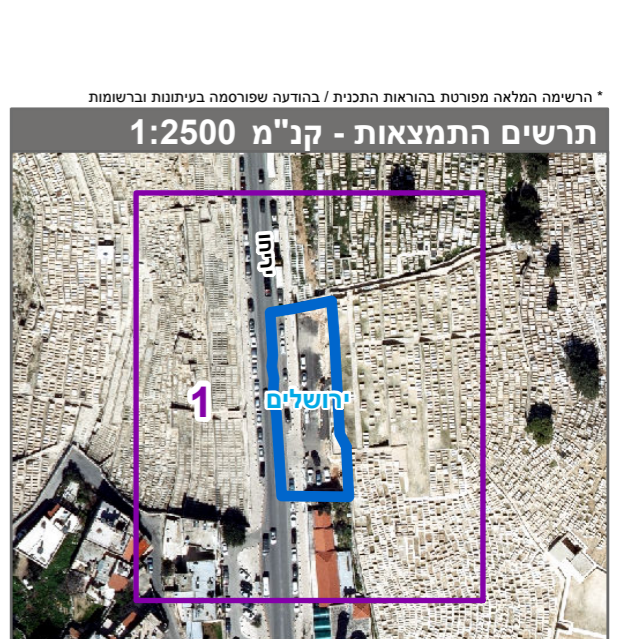 * הרשימה המלאה מפורטת בהוראות התכנית / בהודעה שפורסמה בעיתונות וברשומות
תרשים התמצאות - קנ"מ 1:2500
1
ירושלים